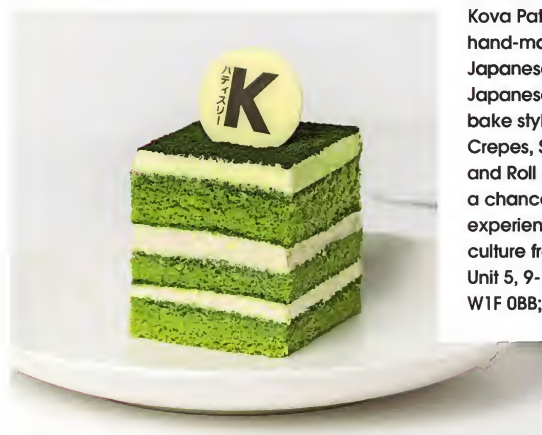 パティスリー
K
Kova Pat
hand-ma
Japanese
Japanese
bake styl
Crepes, S
and Roll
a chance
experien
culture fr
Unit 5, 9-
W1F 0BB;